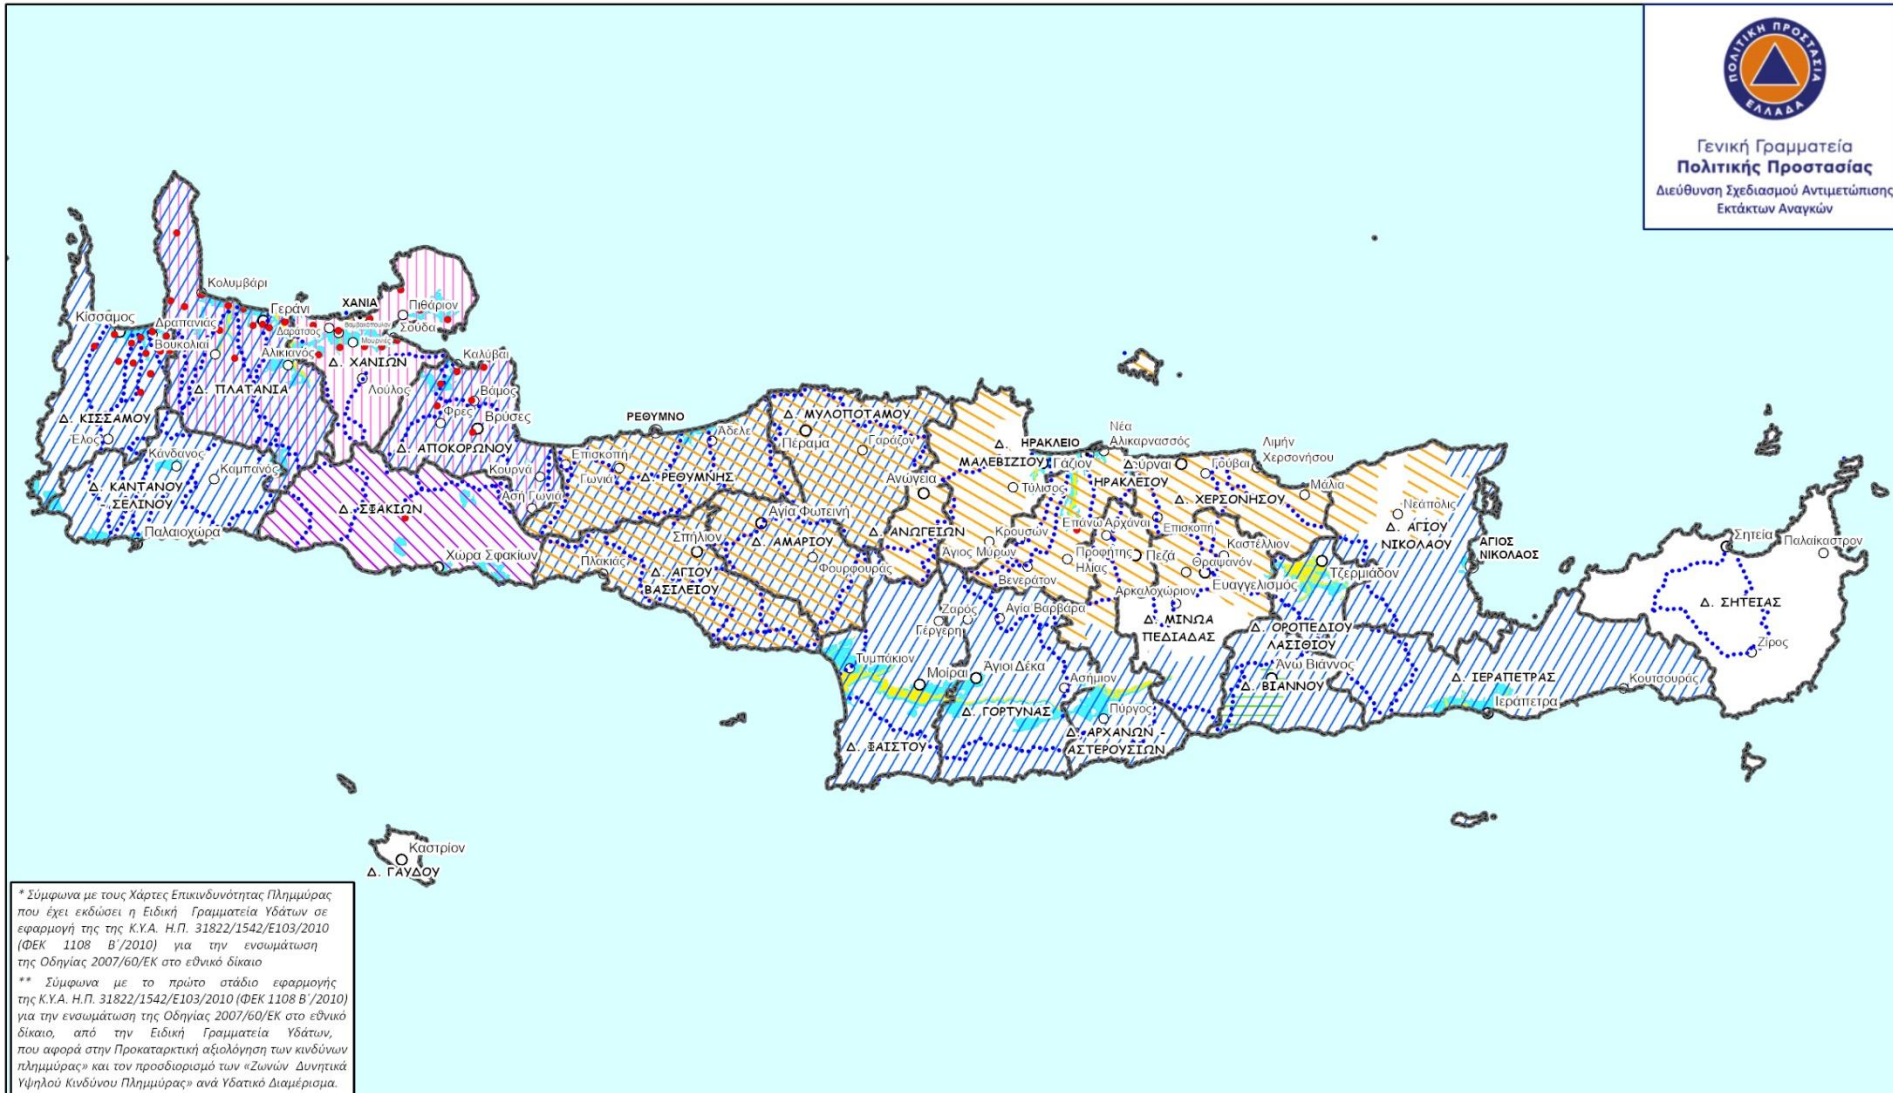 ΠΟΛΙΤΙΚΗ ΠΡΟΣΤΑΣΙΑ
ΕΛΛΑΔΑ
Γενική Γραμματεία
Πολιτικής Προστασίας
Διεύθυνση Σχεδιασμού Αντιμετώπισης
Εκτάκτων Αναγκών
Κολυμβάρι
Γεράνι
ΧΑΝΙΑ
Πιθάριον
Κίσσαμος
Δραπανιάς
Δαράτσος
Βαμβακόπουλον
Σούδα
Βουκολιαί
Μουρνιές
Αλικιανός
Δ. ΧΑΝΙΩΝ
Καλύβαι
Δ. ΠΛΑΤΑΝΙΑ
Λούλος
Βάμος
Δ. ΚΙΣΣΑΜΟΥ
Φρες
Βρύσες
Έλος
Δ. ΑΠΟΚΟΡΩΝΟΥ
Κάνδανος
Καμπανός
Κουρνά
Δ. ΚΑΝΤΑΝΟΥ
- ΣΕΛΙΝΟΥ
Ασή Γωνιά
Δ. ΣΦΑΚΙΩΝ
Παλαιοχώρα
Χώρα Σφακίων
ΡΕΘΥΜΝΟ
Άδελε
Δ. ΜΥΛΟΠΟΤΑΜΟΥ
Πέραμα
Γαράζον
Επισκοπή
Γωνιά
Δ. ΡΕΘΥΜΝΗΣ
Ανώγεια
Αγία Φωτεινή
Δ. ΑΝΩΓΕΙΩΝ
Σπήλιον
Δ. ΑΜΑΡΙΟΥ
Πλακιάς
Φουρφουράς
Δ. ΑΓΙΟΥ
ΒΑΣΙΛΕΙΟΥ
Δ. ΜΑΛΕΒΙΖΙΟΥ
ΗΡΑΚΛΕΙΟ
Νέα
Αλικαρνασσός
Γάζιον
Τύλισος
Δ. ΗΡΑΚΛΕΙΟΥ
Γούρναι
Γούβαι
Λιμήν
Χερσονήσου
Δ. ΧΕΡΣΟΝΗΣΟΥ
Μάλια
Νεάπολις
Δ. ΑΓΙΟΥ
ΝΙΚΟΛΑΟΥ
ΑΓΙΟΣ
ΝΙΚΟΛΑΟΣ
Κρουσών
Επάνω Αρχάναι
Επισκοπή
Καστέλλιον
Άγιος Μύρων
Προφήτης
Ηλίας
Πεζά
Θραψανόν
Βενεράτον
Αρκαλοχώριον
Ευαγγελισμός
Τζερμιάδον
Σητεία
Παλαίκαστρον
Δ. ΣΗΤΕΙΑΣ
Ζίρος
Ζαρός
Αγία Βαρβάρα
Γέργερη
Δ. ΜΙΝΩΑ
ΠΕΔΙΑΔΑΣ
Δ. ΟΡΟΠΕΔΙΟΥ
ΛΑΣΙΘΙΟΥ
Τυμπάκιον
Μοίραι
Άγιοι Δέκα
Ασήμιον
Άνω Βιάννος
Δ. ΒΙΑΝΝΟΥ
Δ. ΙΕΡΑΠΕΤΡΑΣ
Κουτσουράς
Ιεράπετρα
Δ. ΓΟΡΤΥΝΑΣ
Πύργος
Δ. ΦΑΙΣΤΟΥ
Δ. ΑΡΧΑΝΩΝ -
ΑΣΤΕΡΟΥΣΙΩΝ
Καστρίον
Δ. ΓΑΥΔΟΥ
* Σύμφωνα με τους Χάρτες Επικινδυνότητας Πλημμύρας
που έχει εκδώσει η Ειδική Γραμματεία Υδάτων σε
εφαρμογή της της Κ.Υ.Α. Η.Π. 31822/1542/Ε103/2010
(ΦΕΚ 1108 Β΄/2010) για την ενσωμάτωση
της Οδηγίας 2007/60/ΕΚ στο εθνικό δίκαιο
** Σύμφωνα με το πρώτο στάδιο εφαρμογής
της Κ.Υ.Α. Η.Π. 31822/1542/Ε103/2010 (ΦΕΚ 1108 Β΄/2010)
για την ενσωμάτωση της Οδηγίας 2007/60/ΕΚ στο εθνικό
δίκαιο, από την Ειδική Γραμματεία Υδάτων,
που αφορά στην Προκαταρκτική αξιολόγηση των κινδύνων
πλημμύρας» και τον προσδιορισμό των «Ζωνών Δυνητικά
Υψηλού Κινδύνου Πλημμύρας» ανά Υδατικό Διαμέρισμα.